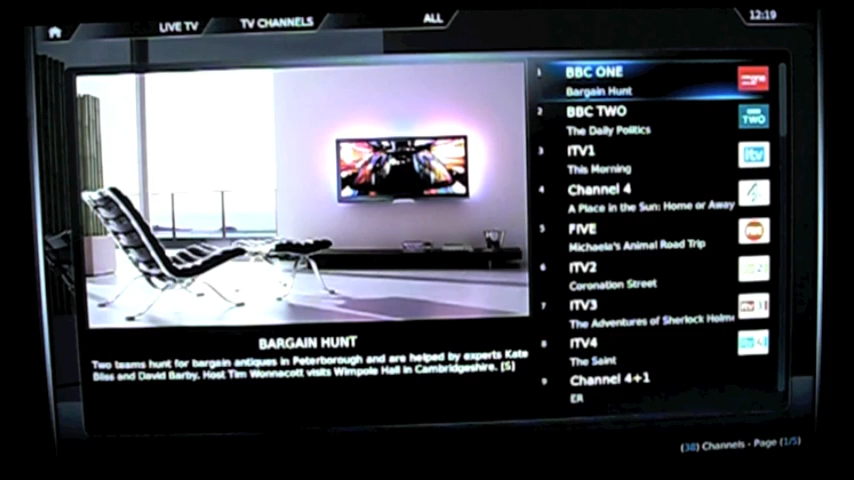 LIVE TV
TV CHANNELS
ALL
12:19
1 BBC ONE
Bargain Hunt
one
2 BBC TWO
The Daily Politics
TWO
3 ITV1
This Morning
itv
4 Channel 4
A Place in the Sun: Home or Away
5 FIVE
Michaela's Animal Road Trip
6 ITV2
Coronation Street
7 ITV3
The Adventures of Sherlock Holm
8 ITV4
The Saint
9 Channel 4+1
ER
BARGAIN HUNT
Two teams hunt for bargain antiques in Peterborough and are helped by experts Kate
Bliss and David Barby. Host Tim Wonnacott visits Wimpole Hall in Cambridgeshire. [S]
(38) Channels - Page (1/5)